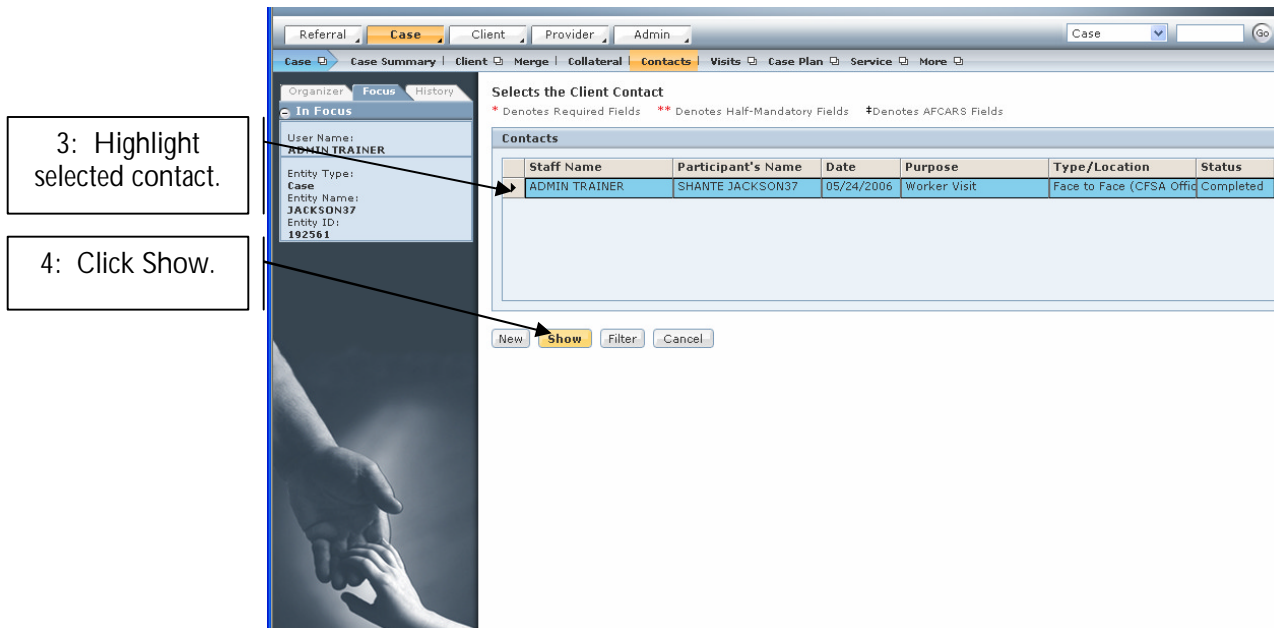 Referral Case Client Provider Admin Case Go
Case Case Summary | Client Merge | Collateral | Contacts | Visits Case Plan Service More
Organizer Focus History
In Focus
User Name:
ADMIN TRAINER
Entity Type:
Case
Entity Name:
JACKSON37
Entity ID:
192561
3: Highlight
selected contact.
4: Click Show.
Selects the Client Contact
* Denotes Required Fields ** Denotes Half-Mandatory Fields ‡Denotes AFCARS Fields
Contacts
Staff Name Participant's Name Date Purpose Type/Location Status
ADMIN TRAINER SHANTE JACKSON37 05/24/2006 Worker Visit Face to Face (CFSA Offic Completed
New Show Filter Cancel